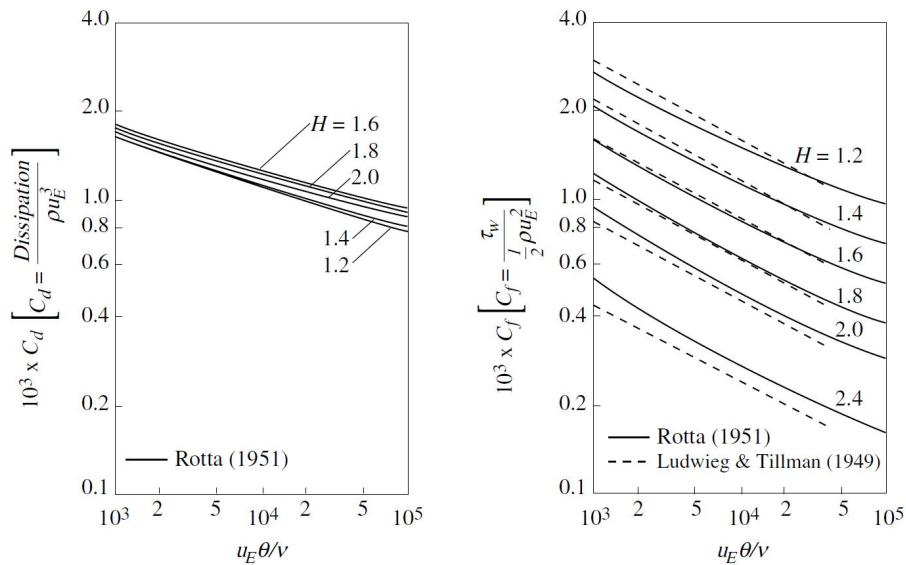 4.0
2.0
1.0
0.8
0.6
0.4
0.2
0.1
10³ x C_d [C_d = Dissipation / ρu_E³]
H = 1.6
1.8
2.0
1.4
1.2
Rotta (1951)
10³ 2 5 10⁴ 2 5 10⁵
u_Eθ/ν
4.0
2.0
1.0
0.8
0.6
0.4
0.2
0.1
10³ x C_f [C_f = τ_w / ½ρu_E²]
H = 1.2
1.4
1.6
1.8
2.0
2.4
Rotta (1951)
Ludwieg & Tillman (1949)
10³ 2 5 10⁴ 2 5 10⁵
u_Eθ/ν